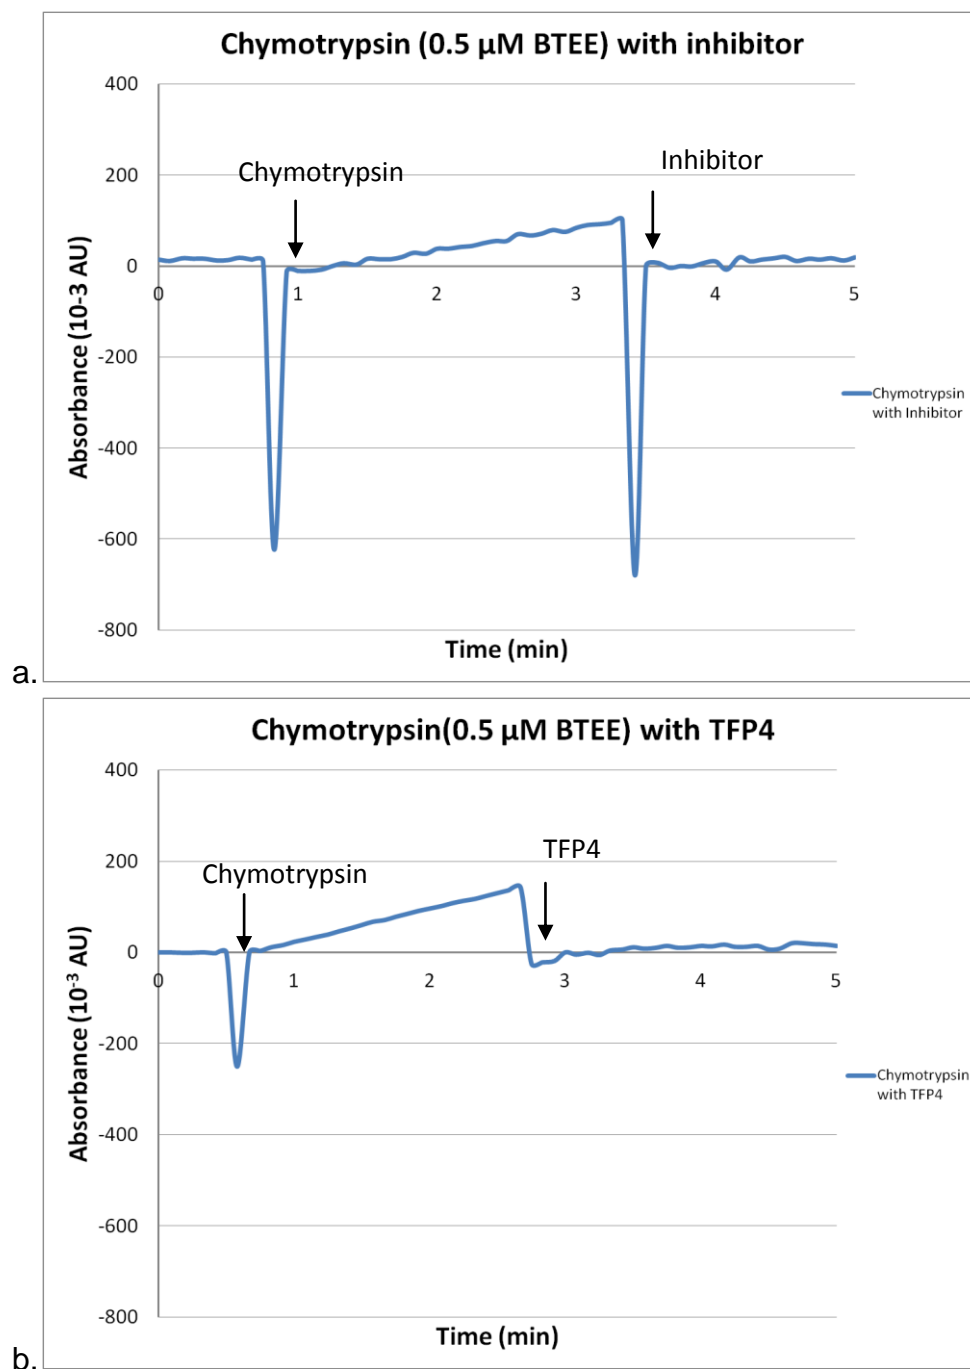 Chymotrypsin (0.5 µM BTEE) with inhibitor
400
200
0
-200
-400
-600
-800
Absorbance (10-3 AU)
Chymotrypsin
Inhibitor
0 1 2 3 4 5
Chymotrypsin
with Inhibitor
Time (min)
a.
Chymotrypsin(0.5 µM BTEE) with TFP4
400
200
0
-200
-400
-600
-800
Absorbance (10⁻³ AU)
Chymotrypsin
TFP4
0 1 2 3 4 5
Chymotrypsin
with TFP4
Time (min)
b.